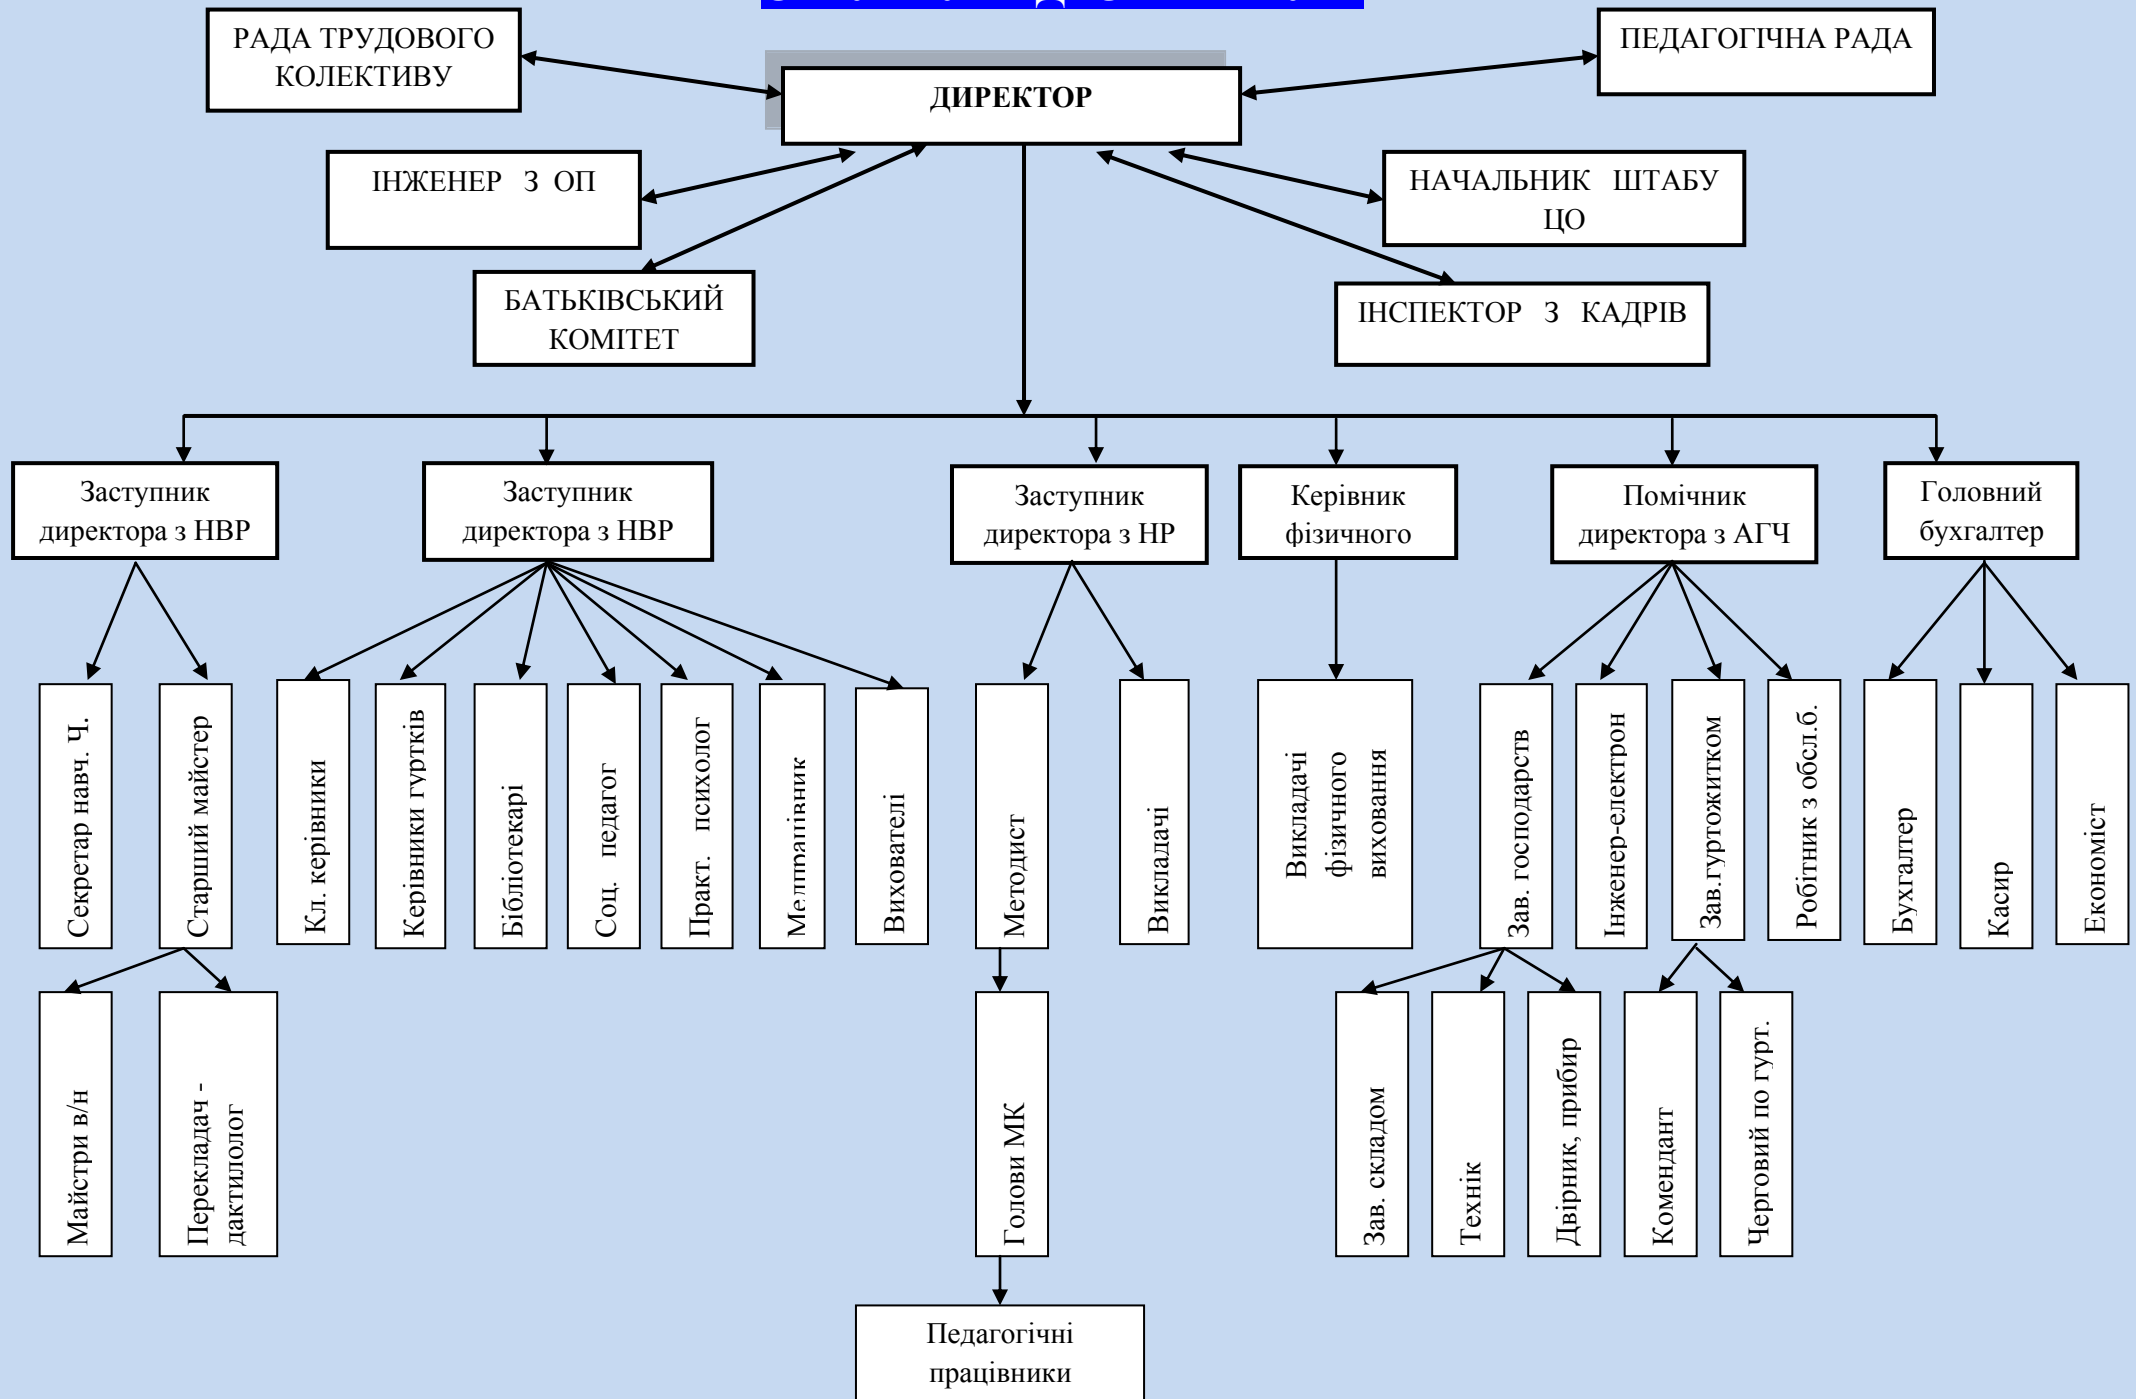 РАДА ТРУДОВОГО
КОЛЕКТИВУ
ПЕДАГОГІЧНА РАДА
ДИРЕКТОР
ІНЖЕНЕР З ОП
НАЧАЛЬНИК ШТАБУ
ЦО
БАТЬКІВСЬКИЙ
КОМІТЕТ
ІНСПЕКТОР З КАДРІВ
Заступник
директора з НВР
Заступник
директора з НВР
Заступник
директора з НР
Керівник
фізичного
Помічник
директора з АГЧ
Головний
бухгалтер
Секретар навч. Ч.
Старший майстер
Кл. керівники
Керівники гуртків
Бібліотекарі
Соц. педагог
Практ. психолог
Медпрацівник
Вихователі
Методист
Викладачі
Викладачі
фізичного
виховання
Зав. господарств
Інженер-електрон
Зав.гуртожитком
Робітник з обсл.б.
Бухгалтер
Касир
Економіст
Майстри в/н
Перекладач -
дактилолог
Голови МК
Зав. складом
Технік
Двірник, прибир
Комендант
Черговий по гурт.
Педагогічні
працівники